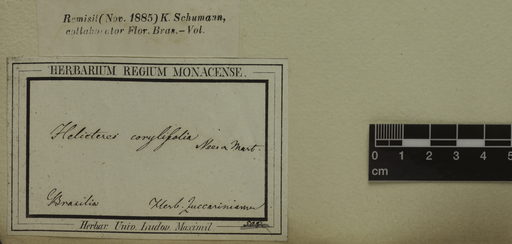 Remisit (Nov. 1885) K. Schumann,
collaborator Flor. Bras.—Vol.
HERBARIUM REGIUM MONACENSE.
Helicteres corylifolia Nees & Mart.
Brasilia Herb. Zuccarinianum
Herbar. Univ. Ludov. Maximil.
0 1 2 3 4 5
cm